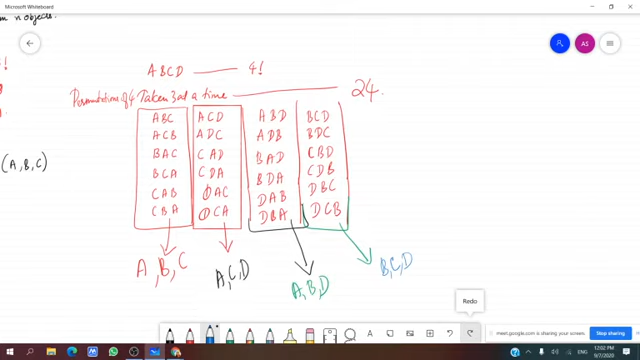 Microsoft Whiteboard
m n objects.
AS
ABCD 4!
Permutations of 4 Taken 3 at a time 24.
ABC ACD ABD BCD
ACB ADC ADB BDC
BAC CAD BAD CBD
(A, B, C)
BCA CDA BDA CDB
CAB DAC DAB DBC
CBA DCA DBA DCB
A, B, C A, C, D A, B, D B, C, D
Redo
meet.google.com is sharing your screen.
Stop sharing
12:02 PM
9/7/2020